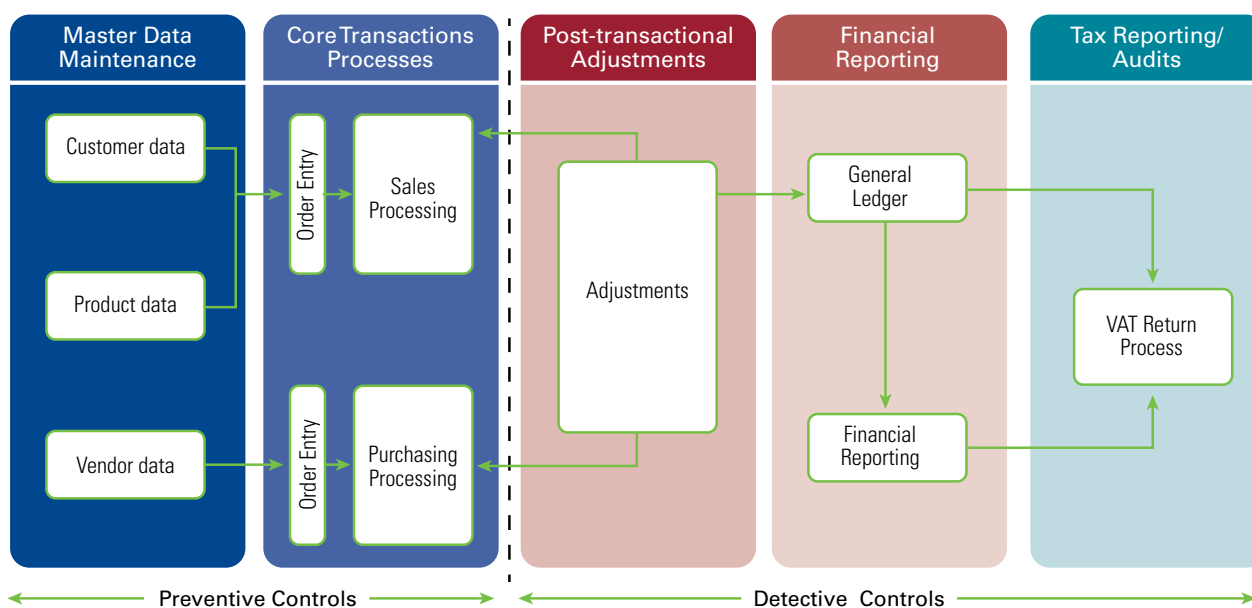 Master Data
Maintenance
Core Transactions
Processes
Post-transactional
Adjustments
Financial
Reporting
Tax Reporting/
Audits
Customer data
Product data
Vendor data
Order Entry
Sales
Processing
Order Entry
Purchasing
Processing
Adjustments
General
Ledger
Financial
Reporting
VAT Return
Process
Preventive Controls
Detective Controls